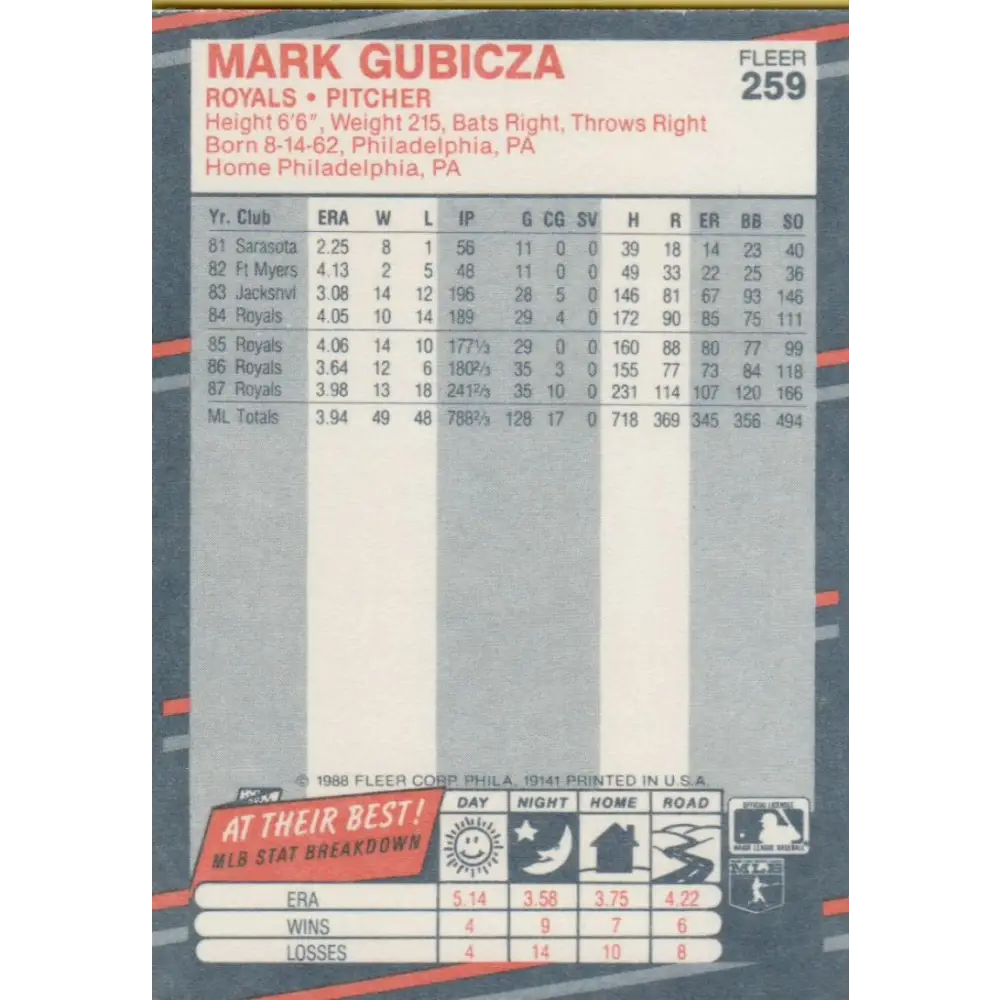 MARK GUBICZA
FLEER
259
ROYALS • PITCHER
Height 6'6", Weight 215, Bats Right, Throws Right
Born 8-14-62, Philadelphia, PA
Home Philadelphia, PA
Yr. Club ERA W L IP G CG SV H R ER BB SO
81 Sarasota 2.25 8 1 56 11 0 0 39 18 14 23 40
82 Ft Myers 4.13 2 5 48 11 0 0 49 33 22 25 36
83 Jacksnvl 3.08 14 12 196 28 5 0 146 81 67 93 146
84 Royals 4.05 10 14 189 29 4 0 172 90 85 75 111
85 Royals 4.06 14 10 177⅓ 29 0 0 160 88 80 77 99
86 Royals 3.64 12 6 180⅔ 35 3 0 155 77 73 84 118
87 Royals 3.98 13 18 241⅔ 35 10 0 231 114 107 120 166
ML Totals 3.94 49 48 788⅔ 128 17 0 718 369 345 356 494
© 1988 FLEER CORP. PHILA. 19141 PRINTED IN U.S.A.
AT THEIR BEST!
MLB STAT BREAKDOWN
DAY NIGHT HOME ROAD
OFFICIAL LICENSEE
MAJOR LEAGUE BASEBALL
ERA 5.14 3.58 3.75 4.22
WINS 4 9 7 6
LOSSES 4 14 10 8